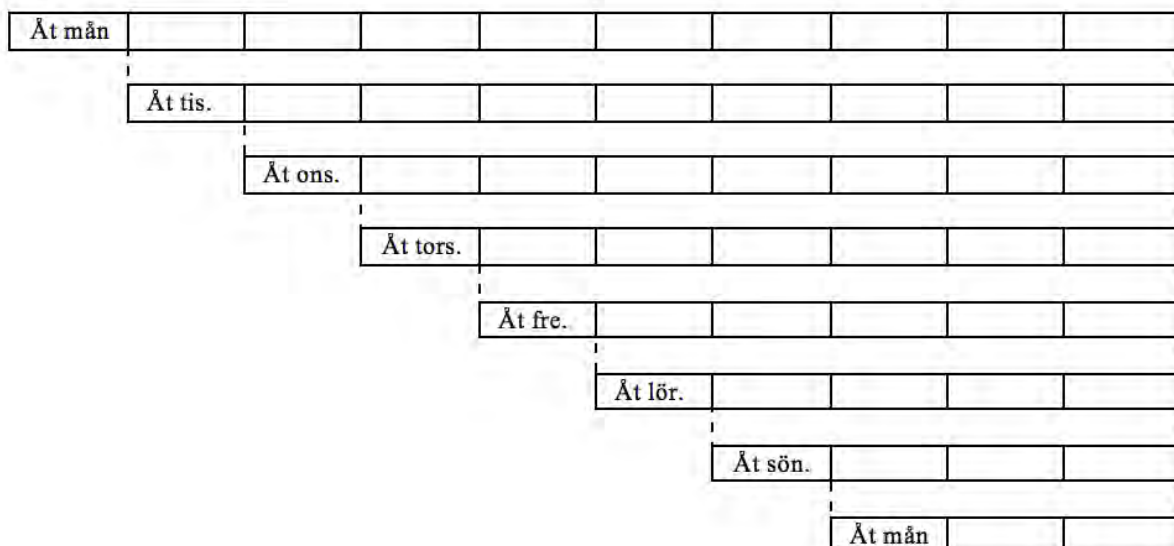 Åt mån
Åt tis.
Åt ons.
Åt tors.
Åt fre.
Åt lör.
Åt sön.
Åt mån